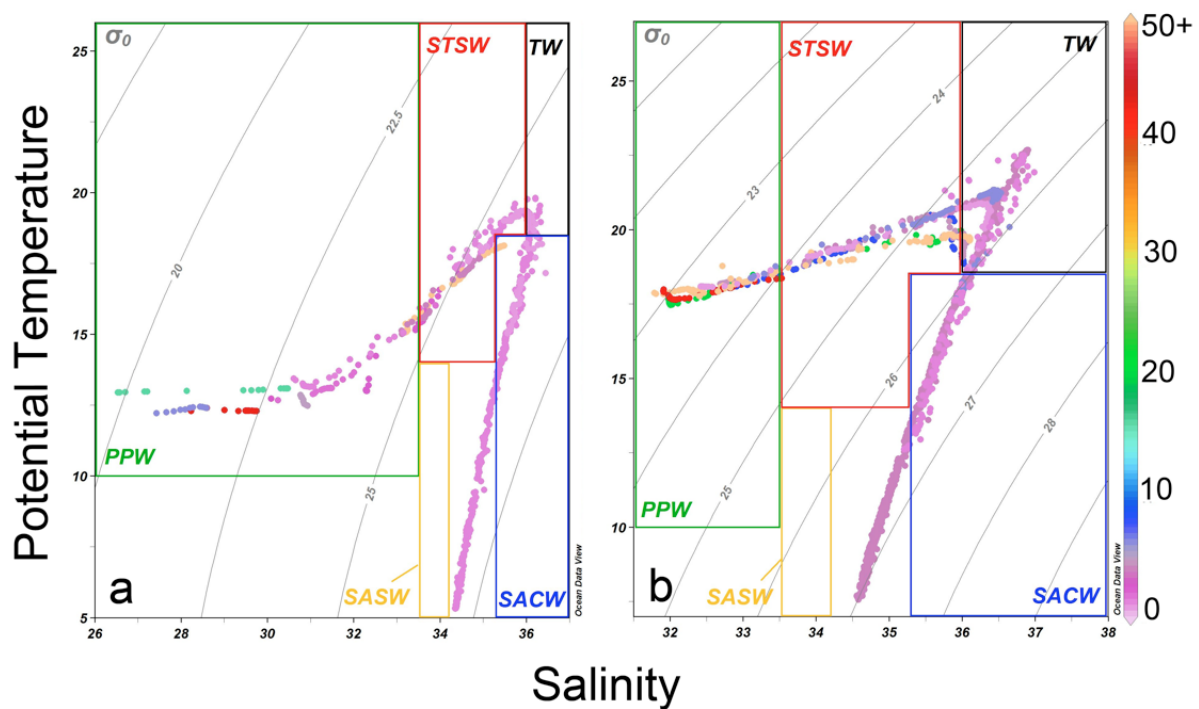 σ0
STSW
TW
22.5
20
25
PPW
SASW
SACW
a
25
20
15
10
5
26
28
30
32
34
36
Ocean Data View
σ0
STSW
TW
24
23
26
27
28
25
PPW
SASW
SACW
b
25
20
15
10
32
33
34
35
36
37
38
Ocean Data View
50+
40
30
20
10
0
Potential Temperature
Salinity